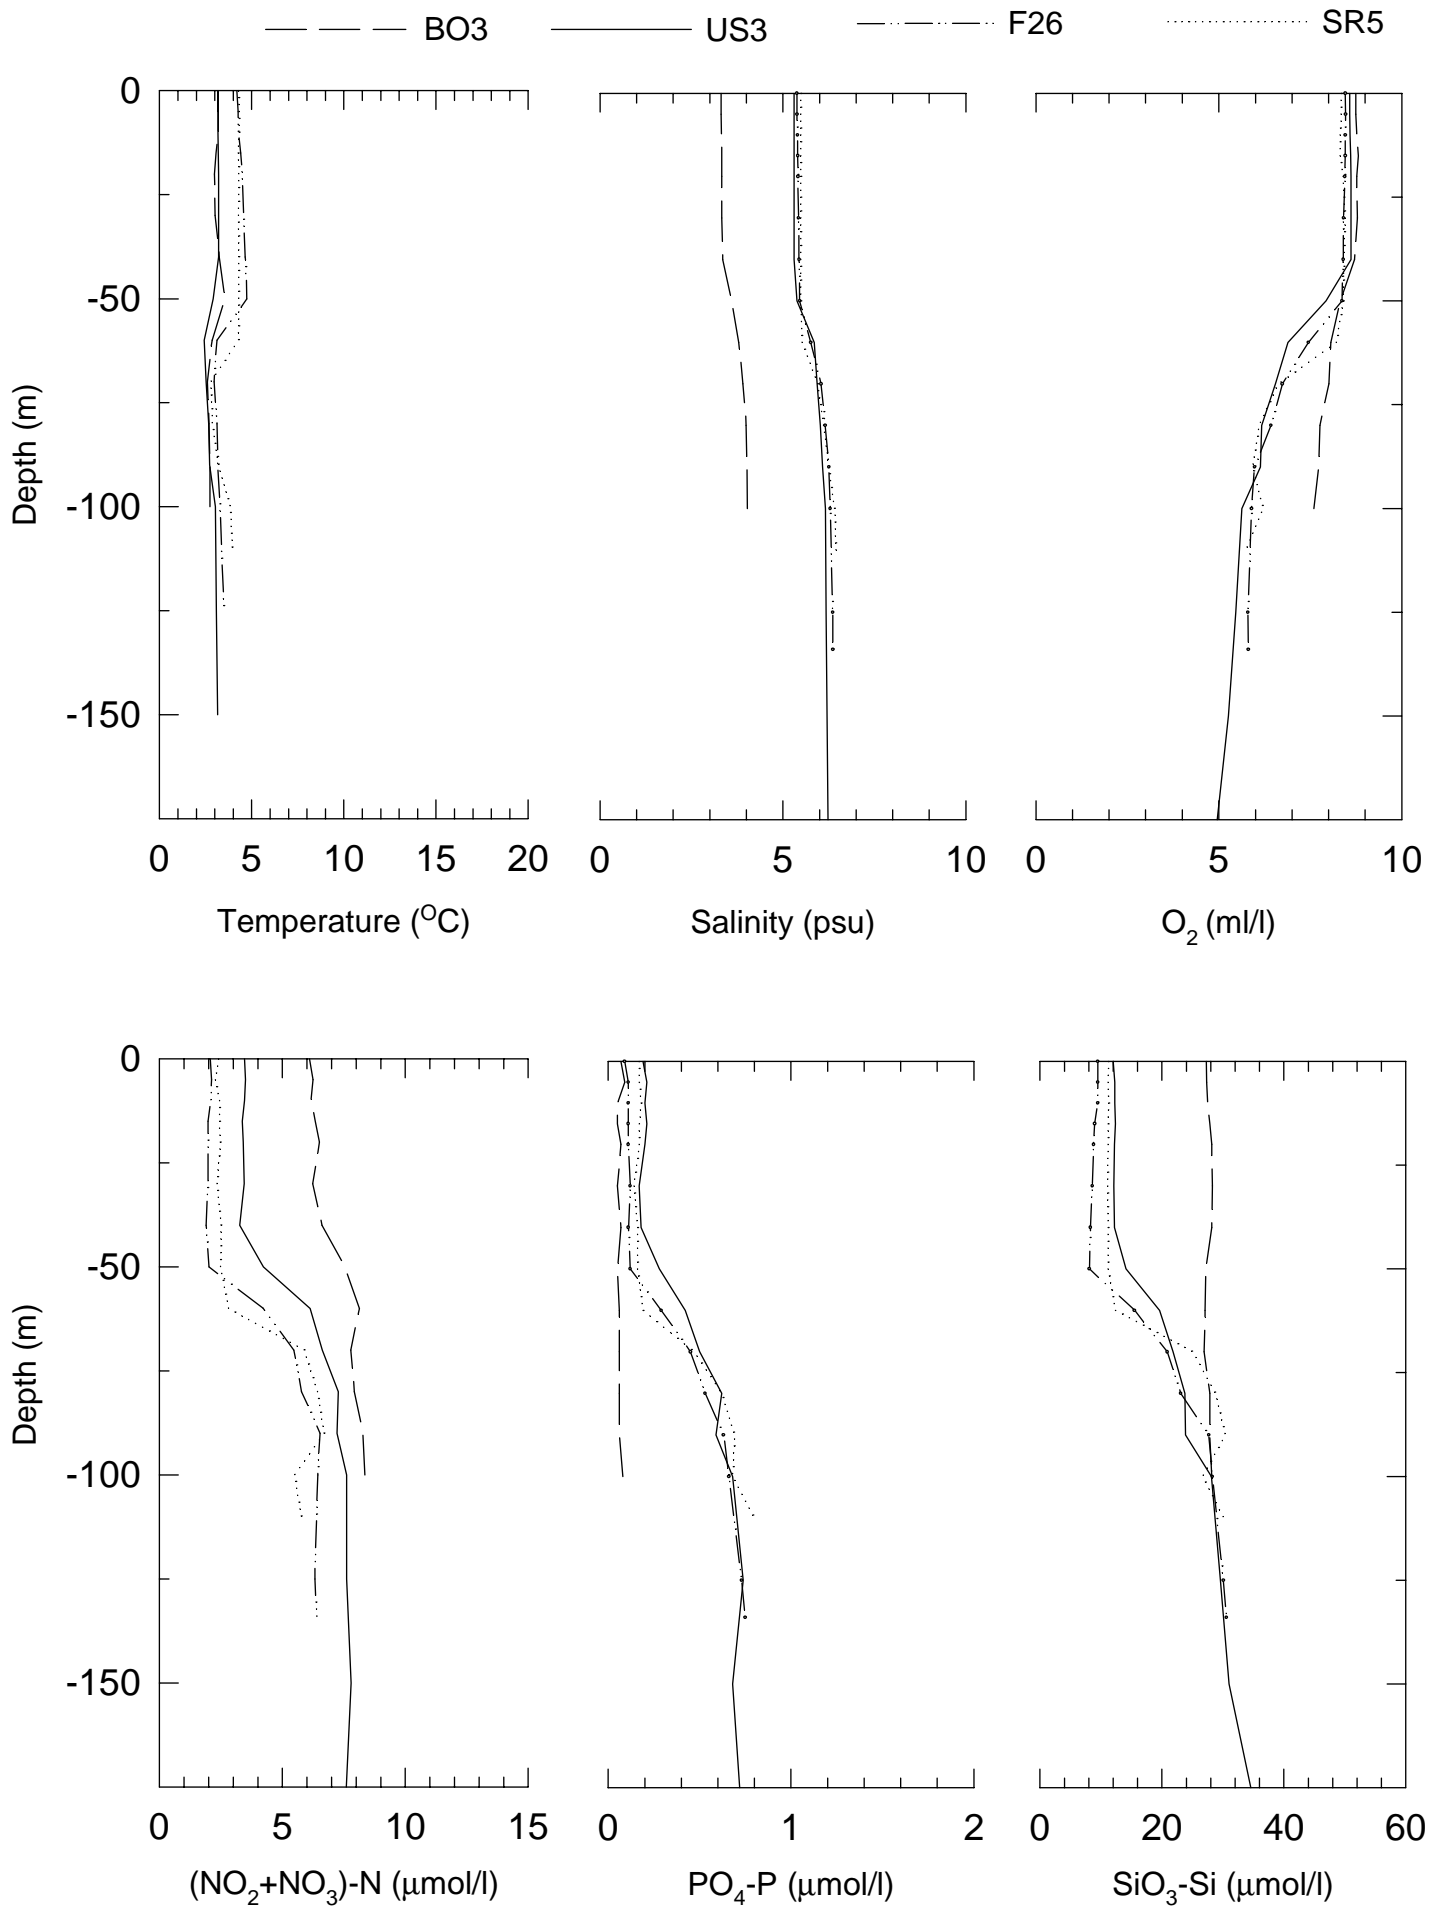 BO3 US3 F26 SR5
0
-50
-100
-150
Depth (m)
0 5 10 15 20 0 5 10 0 5 10
Temperature (OC) Salinity (psu) O2 (ml/l)
0
-50
-100
-150
Depth (m)
0 5 10 15 0 1 2 0 20 40 60
(NO2+NO3)-N (μmol/l) PO4-P (μmol/l) SiO3-Si (μmol/l)